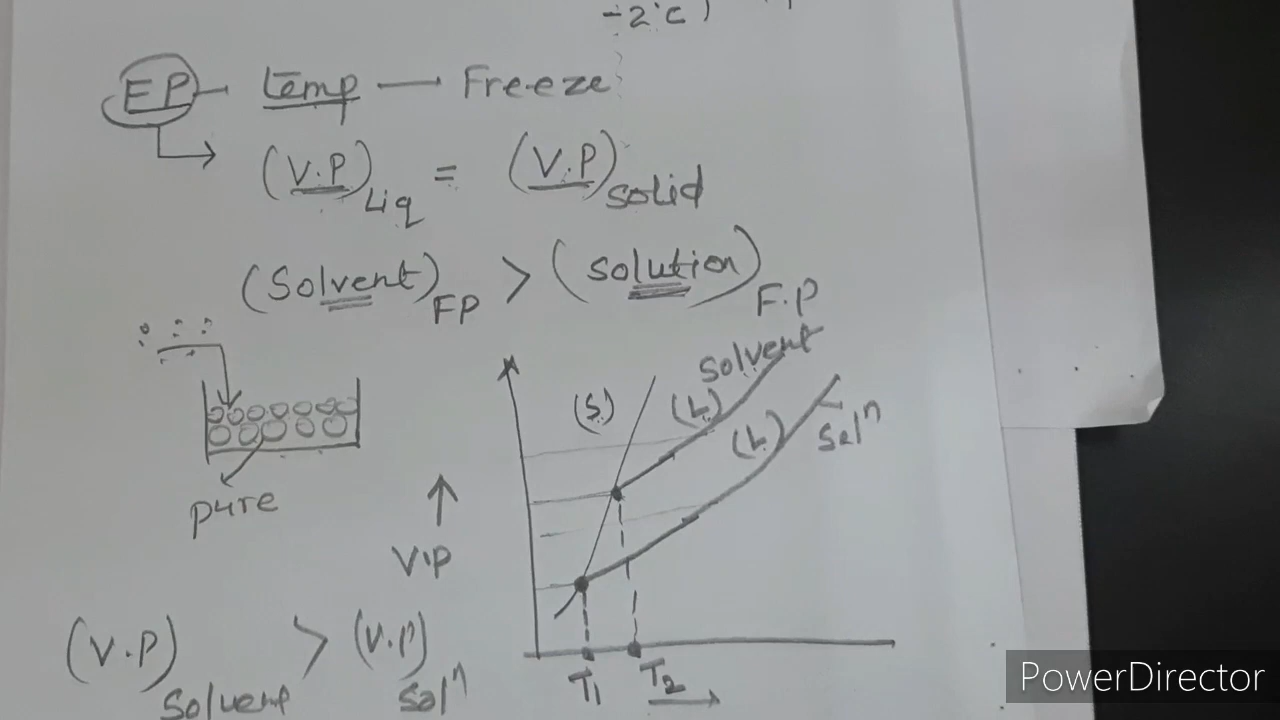 -2°C)
FP - temp - Freeze
(V.P)Liq = (V.P)Solid
(Solvent)FP > (Solution)F.P
pure
V.P
(S)
(L)
Solvent
(L)
Solⁿ
T1
T2
(V.P)Solvent > (V.P)Solⁿ
PowerDirector